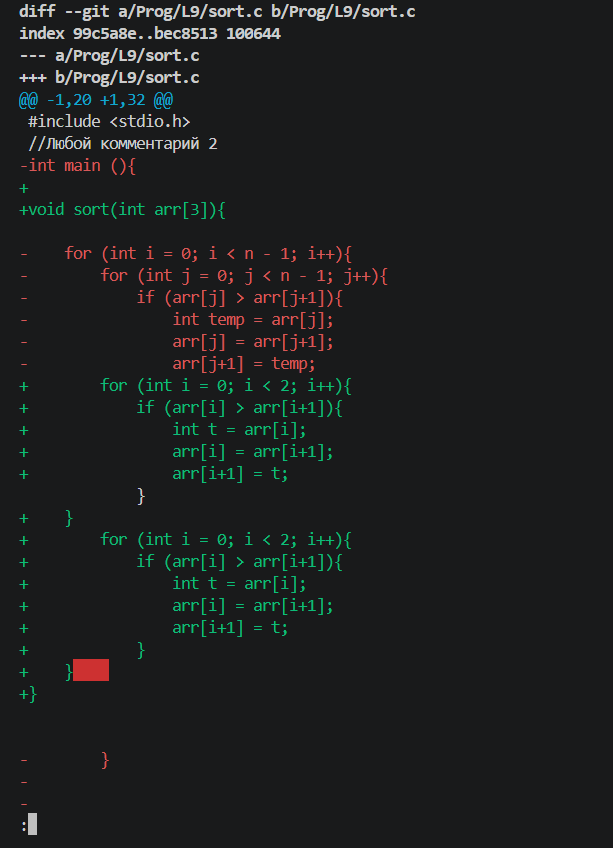 diff --git a/Prog/L9/sort.c b/Prog/L9/sort.c
index 99c5a8e..bec8513 100644
--- a/Prog/L9/sort.c
+++ b/Prog/L9/sort.c
@@ -1,20 +1,32 @@
 #include <stdio.h>
 //Любой комментарий 2
-int main (){
+
+void sort(int arr[3]){

-    for (int i = 0; i < n - 1; i++){
-        for (int j = 0; j < n - 1; j++){
-            if (arr[j] > arr[j+1]){
-                int temp = arr[j];
-                arr[j] = arr[j+1];
-                arr[j+1] = temp;
+        for (int i = 0; i < 2; i++){
+            if (arr[i] > arr[i+1]){
+                int t = arr[i];
+                arr[i] = arr[i+1];
+                arr[i+1] = t;
             }
+    }
+        for (int i = 0; i < 2; i++){
+            if (arr[i] > arr[i+1]){
+                int t = arr[i];
+                arr[i] = arr[i+1];
+                arr[i+1] = t;
+            }
+    }
+}


-        }
-
-
: